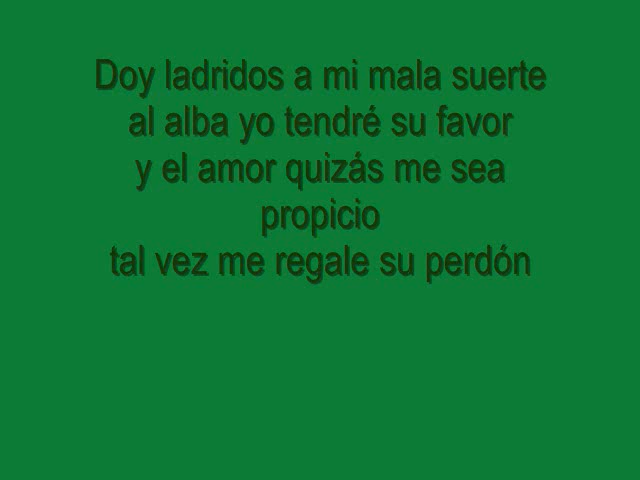 Doy ladridos a mi mala suerte
al alba yo tendré su favor
y el amor quizás me sea
propicio
tal vez me regale su perdón